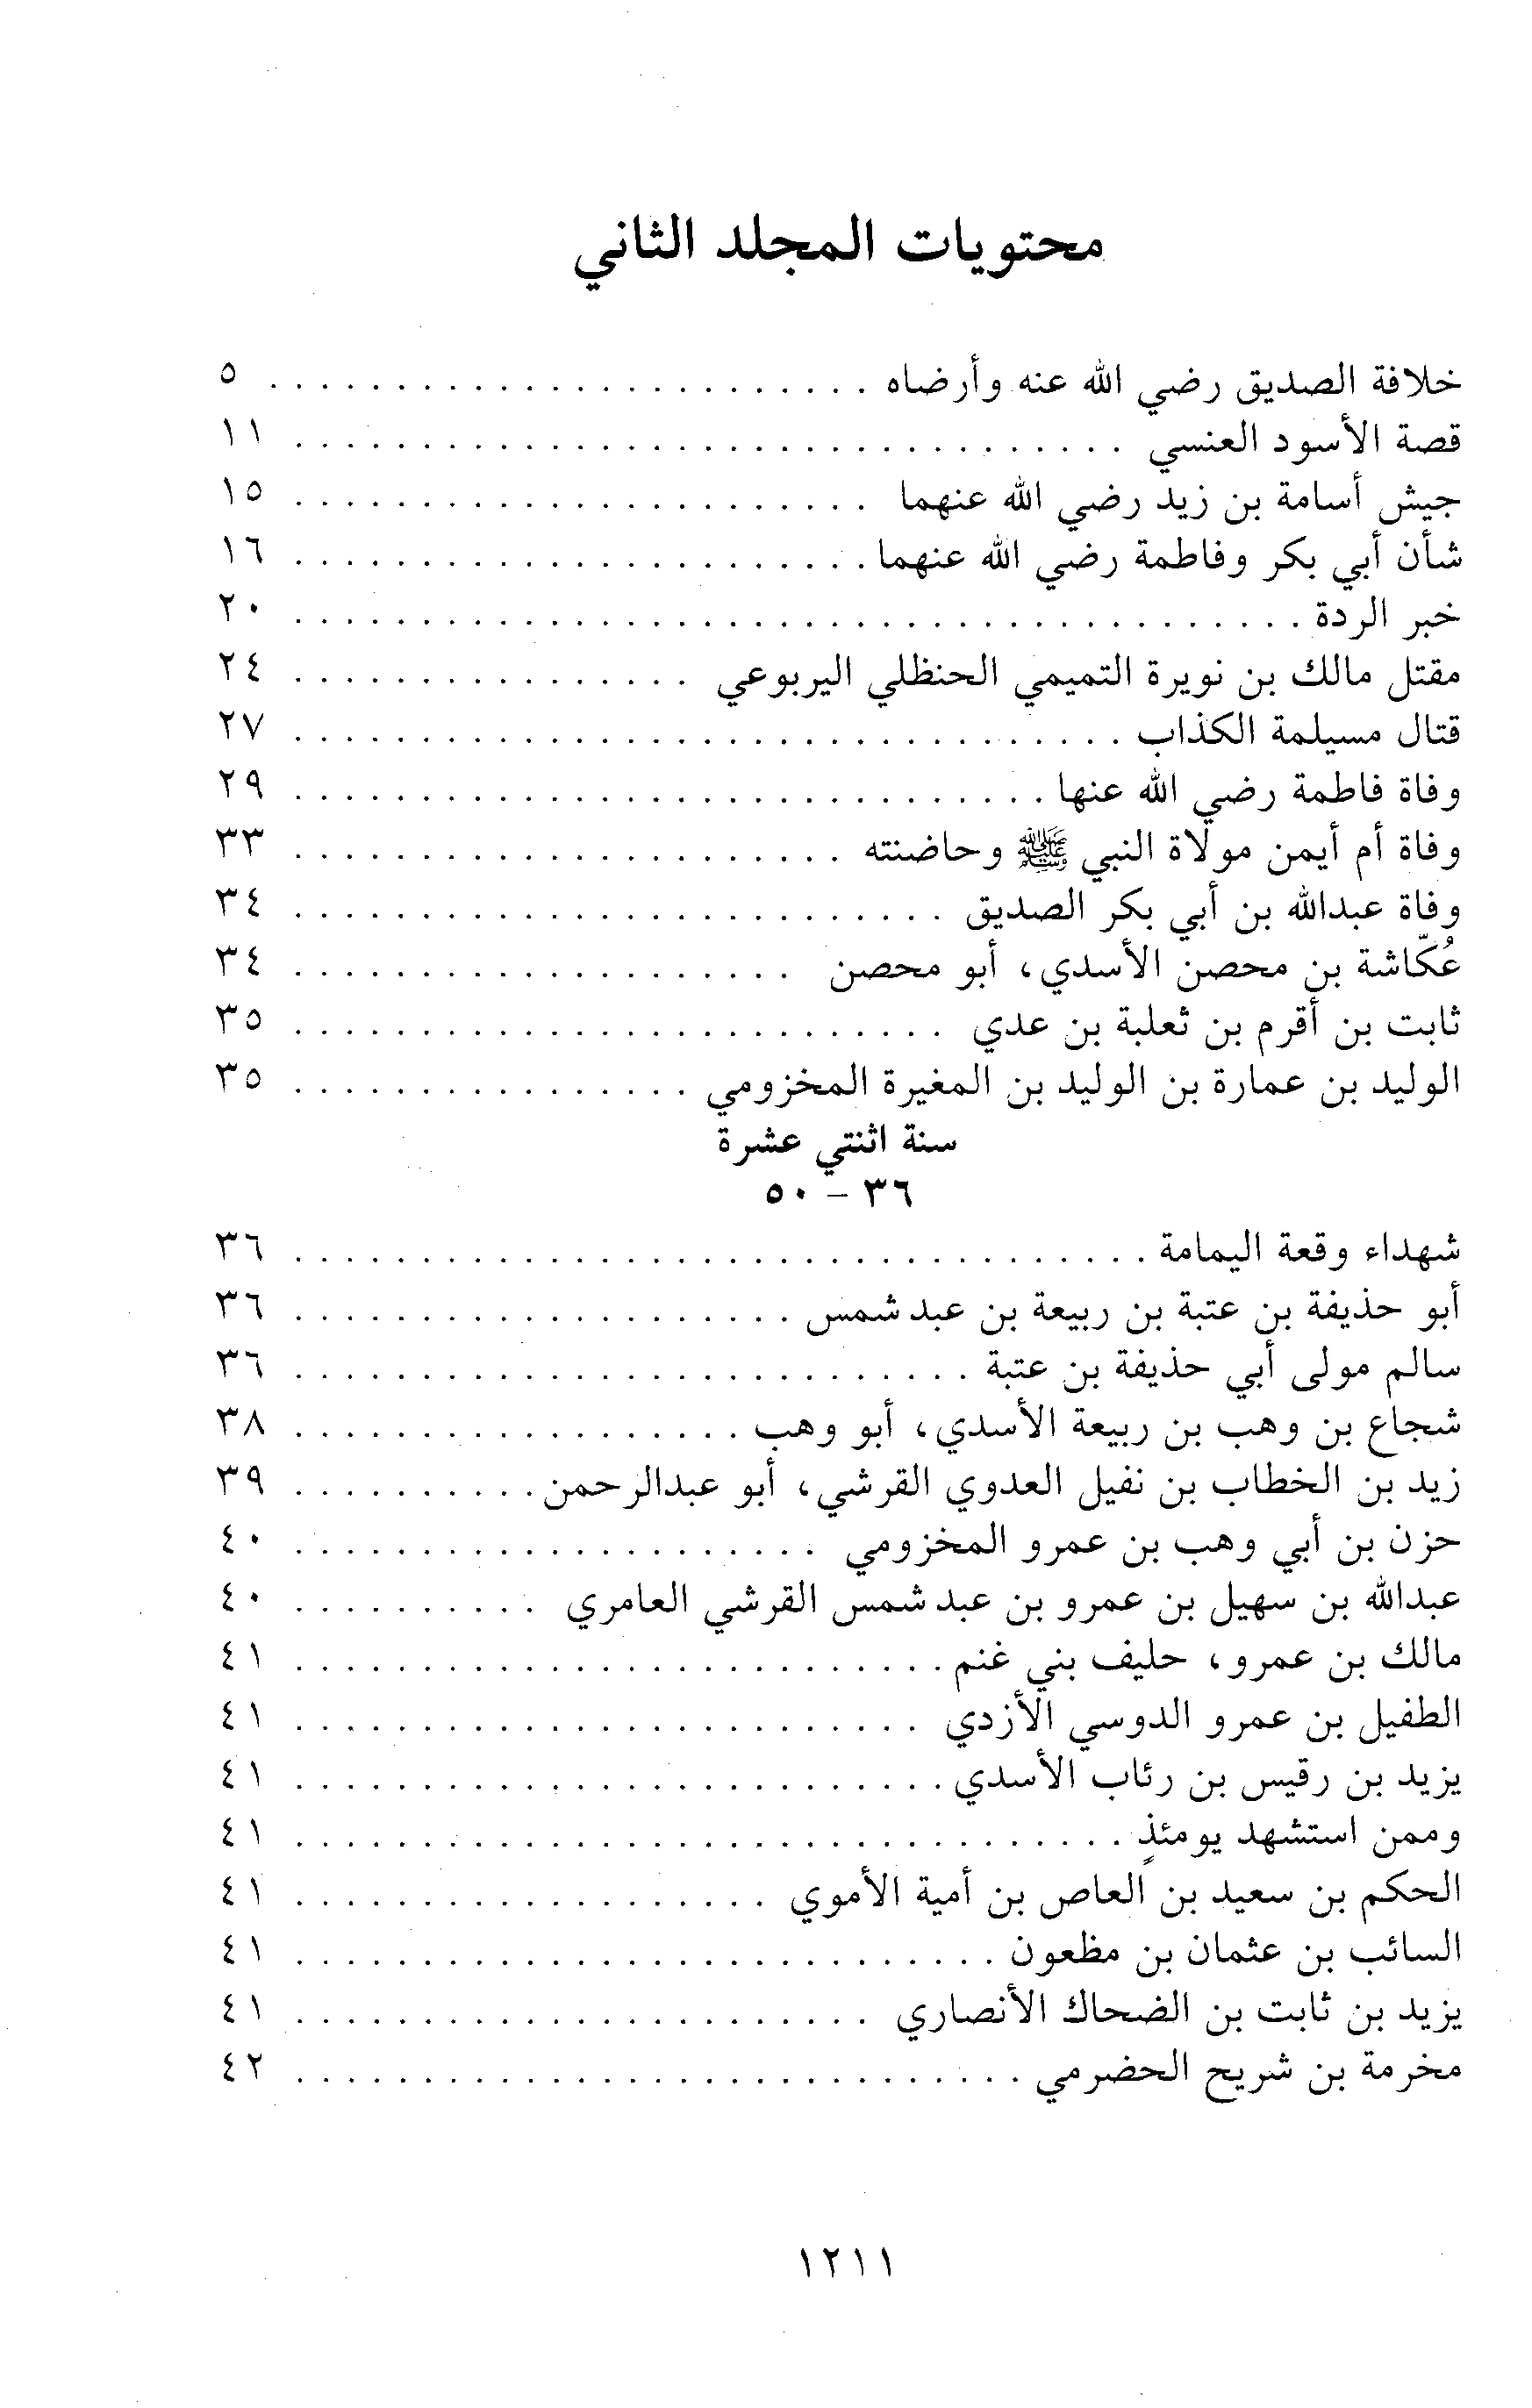 محتويات المجلد الثاني
خلافة الصديق رضي الله عنه وأرضاه . . . . . . . . . . . . . . . . . . . . . . . . ٥
قصة الأسود العنسي . . . . . . . . . . . . . . . . . . . . . . . . . . . . . . . . . ١١
جيش أسامة بن زيد رضي الله عنهما . . . . . . . . . . . . . . . . . . . . . . . ١٥
شأن أبي بكر وفاطمة رضي الله عنهما . . . . . . . . . . . . . . . . . . . . . . . ١٦
خبر الردة . . . . . . . . . . . . . . . . . . . . . . . . . . . . . . . . . . . . . . . . ٢٠
مقتل مالك بن نويرة التميمي الحنظلي اليربوعي . . . . . . . . . . . . . . . . ٢٤
قتال مسيلمة الكذاب . . . . . . . . . . . . . . . . . . . . . . . . . . . . . . . . . ٢٧
وفاة فاطمة رضي الله عنها . . . . . . . . . . . . . . . . . . . . . . . . . . . . . . ٢٩
وفاة أم أيمن مولاة النبي ﷺ وحاضنته . . . . . . . . . . . . . . . . . . . . . . ٣٣
وفاة عبدالله بن أبي بكر الصديق . . . . . . . . . . . . . . . . . . . . . . . . . . ٣٤
عُكّاشة بن محصن الأسدي، أبو محصن . . . . . . . . . . . . . . . . . . . . ٣٤
ثابت بن أقرم بن ثعلبة بن عدي . . . . . . . . . . . . . . . . . . . . . . . . . . ٣٥
الوليد بن عمارة بن الوليد بن المغيرة المخزومي . . . . . . . . . . . . . . . . ٣٥
سنة اثنتي عشرة
٣٦ - ٥٠
شهداء وقعة اليمامة . . . . . . . . . . . . . . . . . . . . . . . . . . . . . . . . . . ٣٦
أبو حذيفة بن عتبة بن ربيعة بن عبد شمس . . . . . . . . . . . . . . . . . . . . ٣٦
سالم مولى أبي حذيفة بن عتبة . . . . . . . . . . . . . . . . . . . . . . . . . . . ٣٦
شجاع بن وهب بن ربيعة الأسدي، أبو وهب . . . . . . . . . . . . . . . . . . ٣٨
زيد بن الخطاب بن نفيل العدوي القرشي، أبو عبدالرحمن . . . . . . . . . . ٣٩
حزن بن أبي وهب بن عمرو المخزومي . . . . . . . . . . . . . . . . . . . . . ٤٠
عبدالله بن سهيل بن عمرو بن عبد شمس القرشي العامري . . . . . . . . . . ٤٠
مالك بن عمرو، حليف بني غنم . . . . . . . . . . . . . . . . . . . . . . . . . . ٤١
الطفيل بن عمرو الدوسي الأزدي . . . . . . . . . . . . . . . . . . . . . . . . . ٤١
يزيد بن رقيس بن رئاب الأسدي . . . . . . . . . . . . . . . . . . . . . . . . . . ٤١
وممن استشهد يومئذٍ . . . . . . . . . . . . . . . . . . . . . . . . . . . . . . . . . ٤١
الحكم بن سعيد بن العاص بن أمية الأموي . . . . . . . . . . . . . . . . . . . ٤١
السائب بن عثمان بن مظعون . . . . . . . . . . . . . . . . . . . . . . . . . . . . ٤١
يزيد بن ثابت بن الضحاك الأنصاري . . . . . . . . . . . . . . . . . . . . . . . ٤١
مخرمة بن شريح الحضرمي . . . . . . . . . . . . . . . . . . . . . . . . . . . . . ٤٢
١٢١١